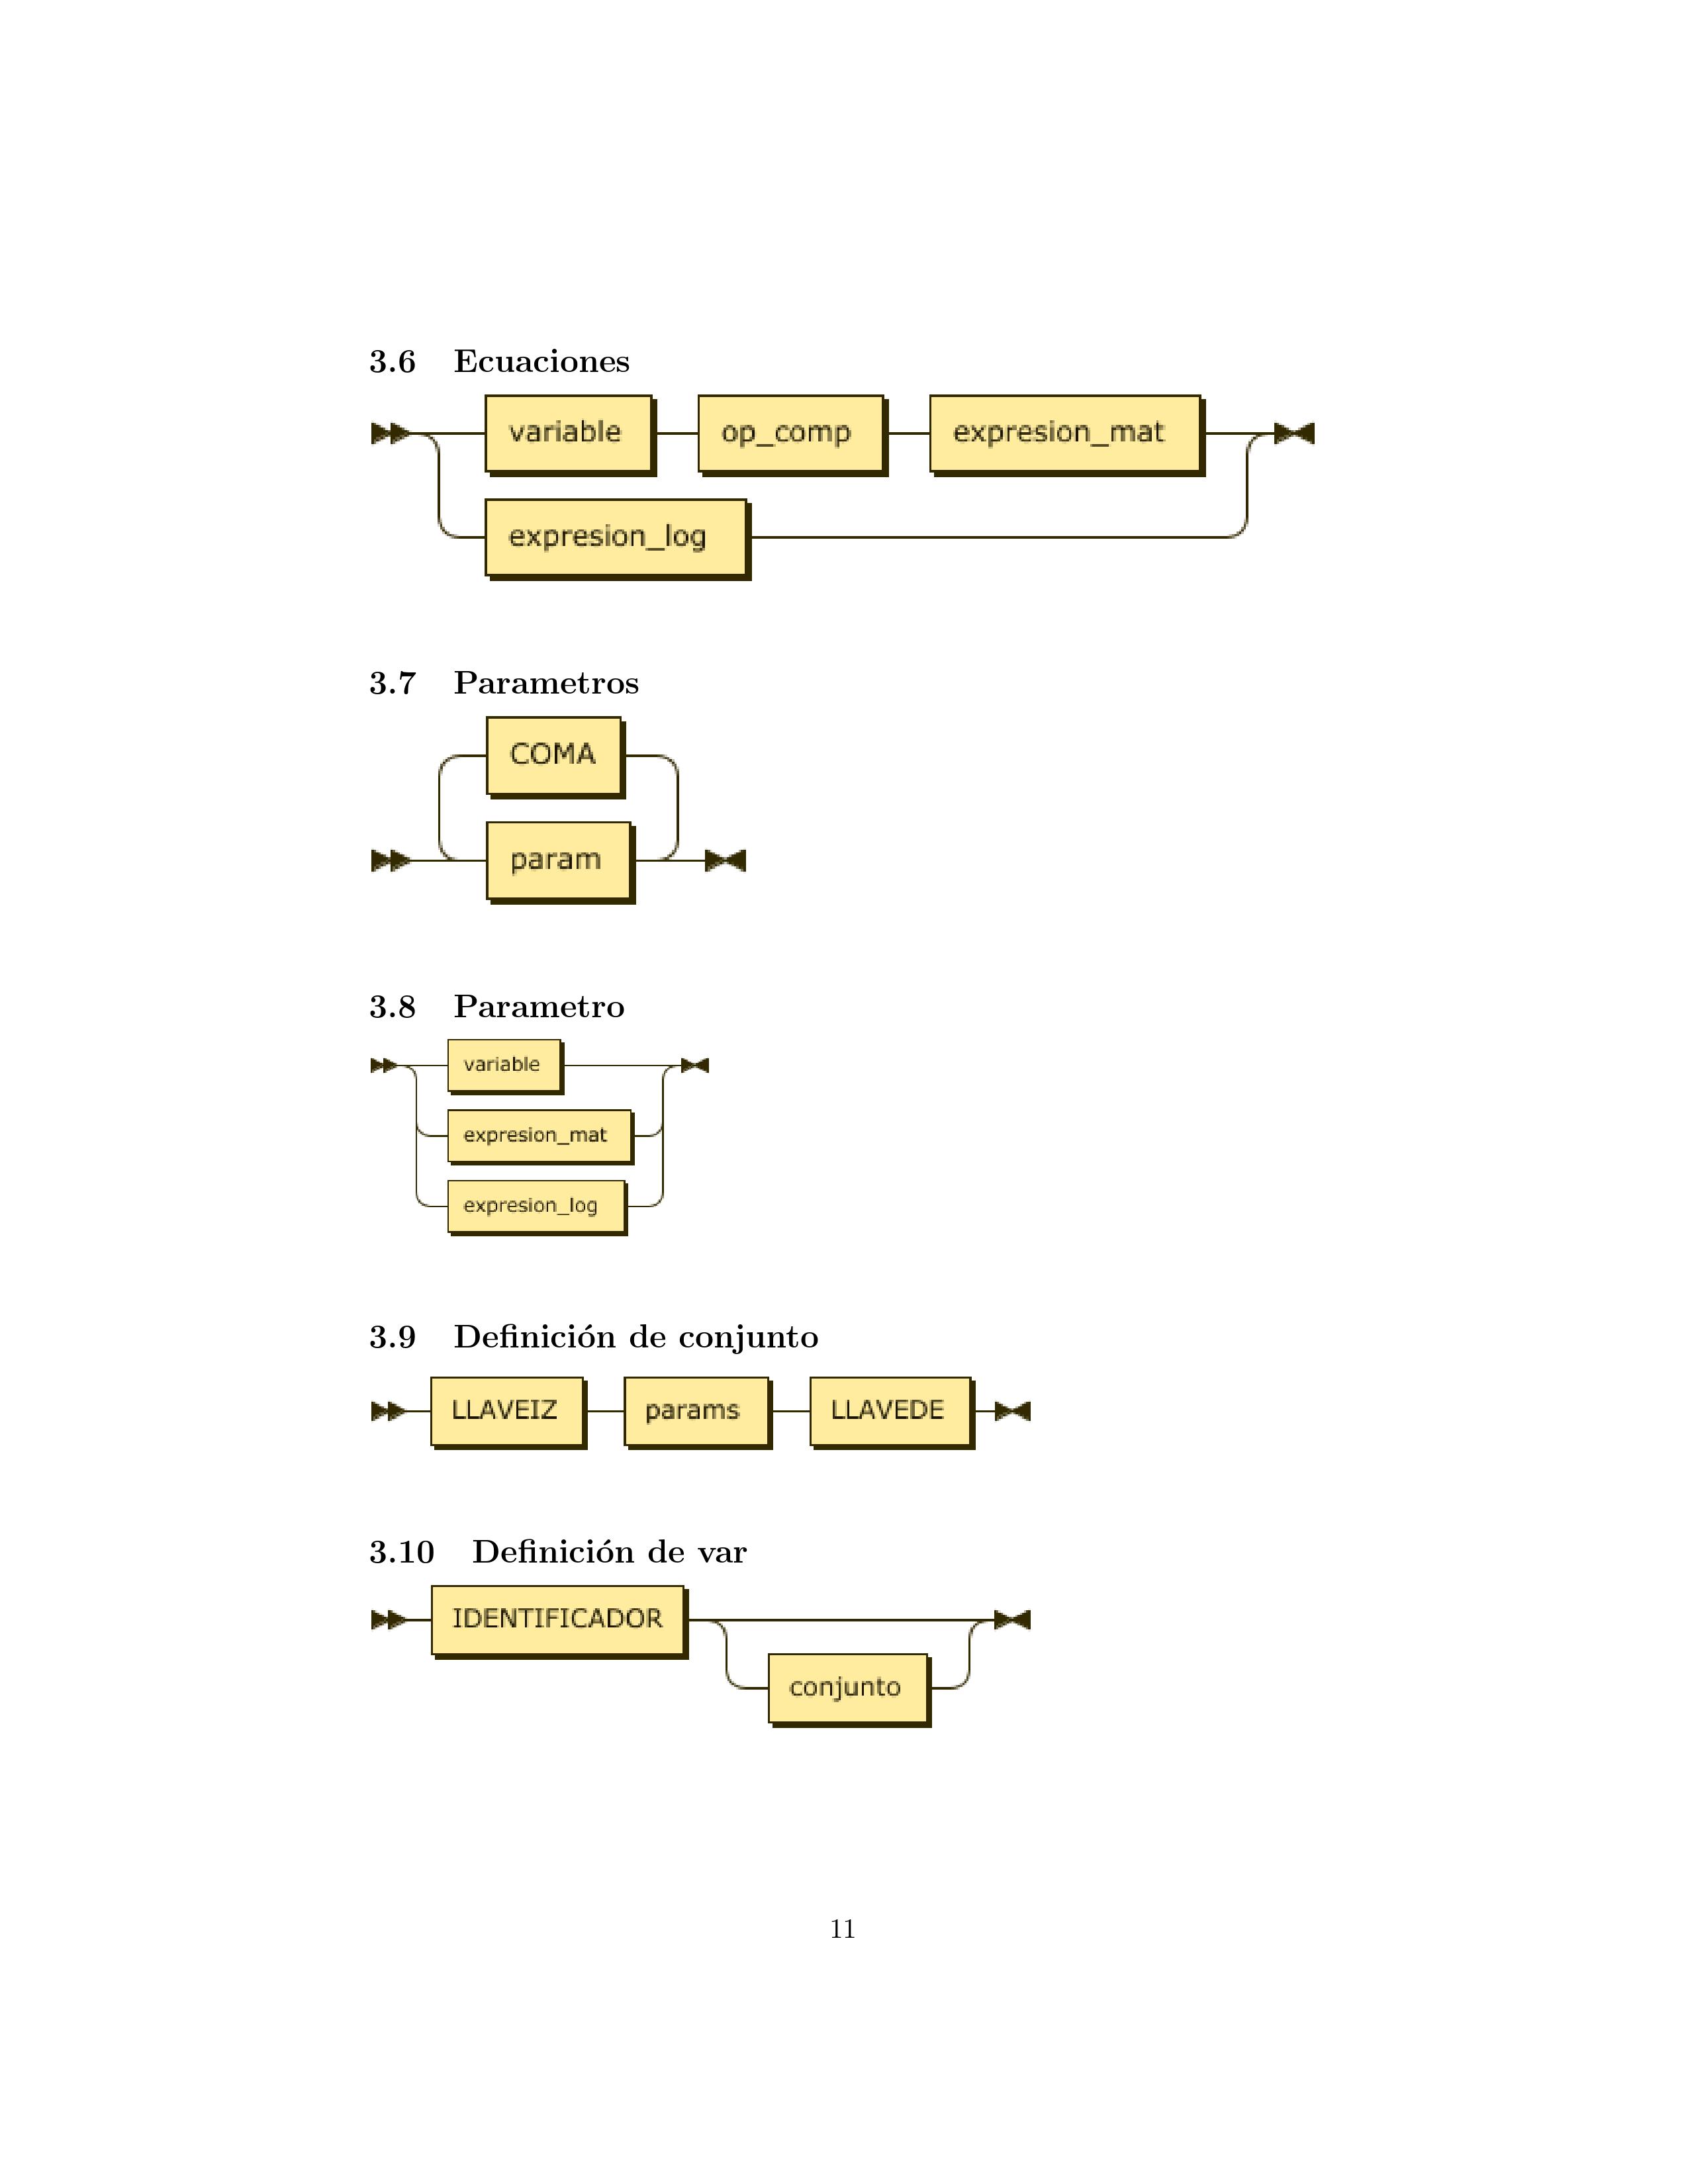 3.6 Ecuaciones
variable op_comp expresion_mat
expresion_log
3.7 Parametros
COMA
param
3.8 Parametro
variable
expresion_mat
expresion_log
3.9 Definición de conjunto
LLAVEIZ params LLAVEDE
3.10 Definición de var
IDENTIFICADOR
conjunto
11